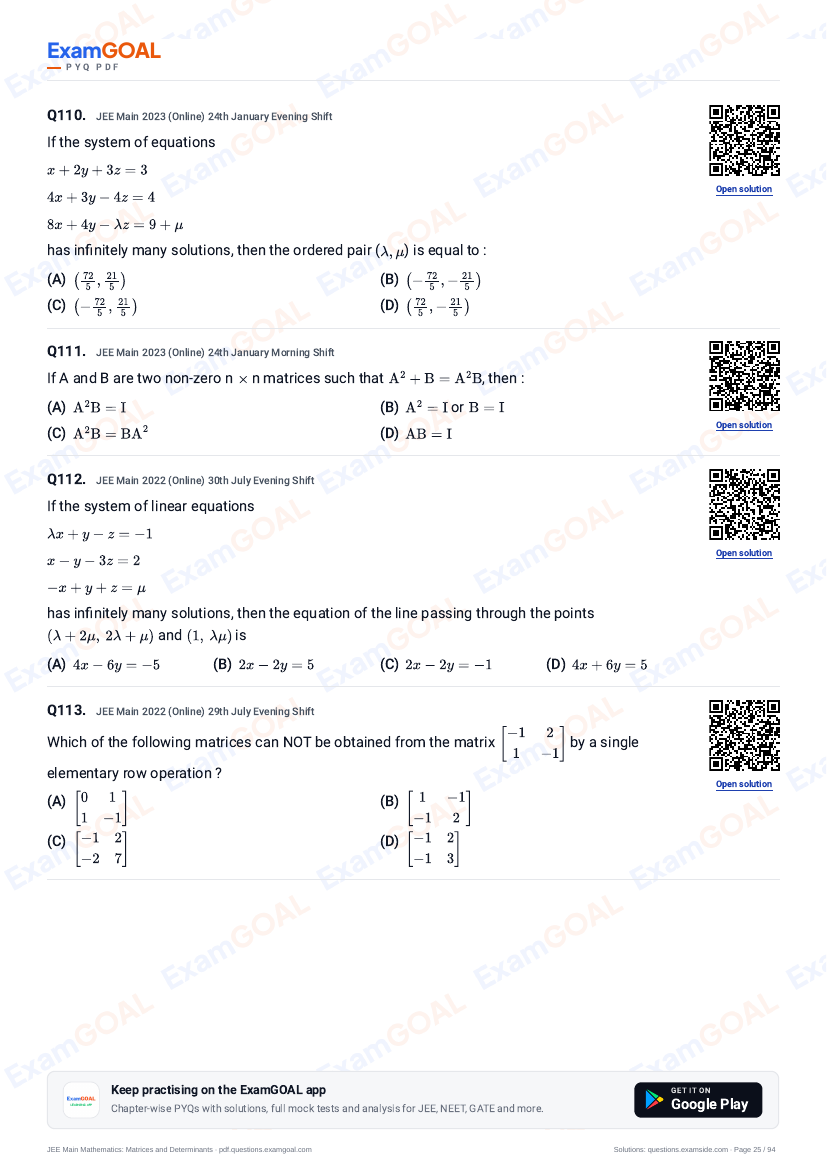 ExamGOAL
PYQ PDF
Q110. JEE Main 2023 (Online) 24th January Evening Shift
If the system of equations
x + 2y + 3z = 3
4x + 3y − 4z = 4
8x + 4y − λz = 9 + μ
has infinitely many solutions, then the ordered pair (λ, μ) is equal to :
(A) (72/5, 21/5) (B) (−72/5, −21/5)
(C) (−72/5, 21/5) (D) (72/5, −21/5)
Open solution
Q111. JEE Main 2023 (Online) 24th January Morning Shift
If A and B are two non-zero n × n matrices such that A² + B = A²B, then :
(A) A²B = I (B) A² = I or B = I
(C) A²B = BA² (D) AB = I
Open solution
Q112. JEE Main 2022 (Online) 30th July Evening Shift
If the system of linear equations
λx + y − z = −1
x − y − 3z = 2
−x + y + z = μ
has infinitely many solutions, then the equation of the line passing through the points
(λ + 2μ, 2λ + μ) and (1, λμ) is
(A) 4x − 6y = −5 (B) 2x − 2y = 5 (C) 2x − 2y = −1 (D) 4x + 6y = 5
Open solution
Q113. JEE Main 2022 (Online) 29th July Evening Shift
Which of the following matrices can NOT be obtained from the matrix [−1 2; 1 −1] by a single
elementary row operation ?
(A) [0 1; 1 −1] (B) [1 −1; −1 2]
(C) [−1 2; −2 7] (D) [−1 2; −1 3]
Open solution
Keep practising on the ExamGOAL app
Chapter-wise PYQs with solutions, full mock tests and analysis for JEE, NEET, GATE and more.
GET IT ON
Google Play
JEE Main Mathematics: Matrices and Determinants · pdf.questions.examgoal.com
Solutions: questions.examside.com · Page 25 / 94